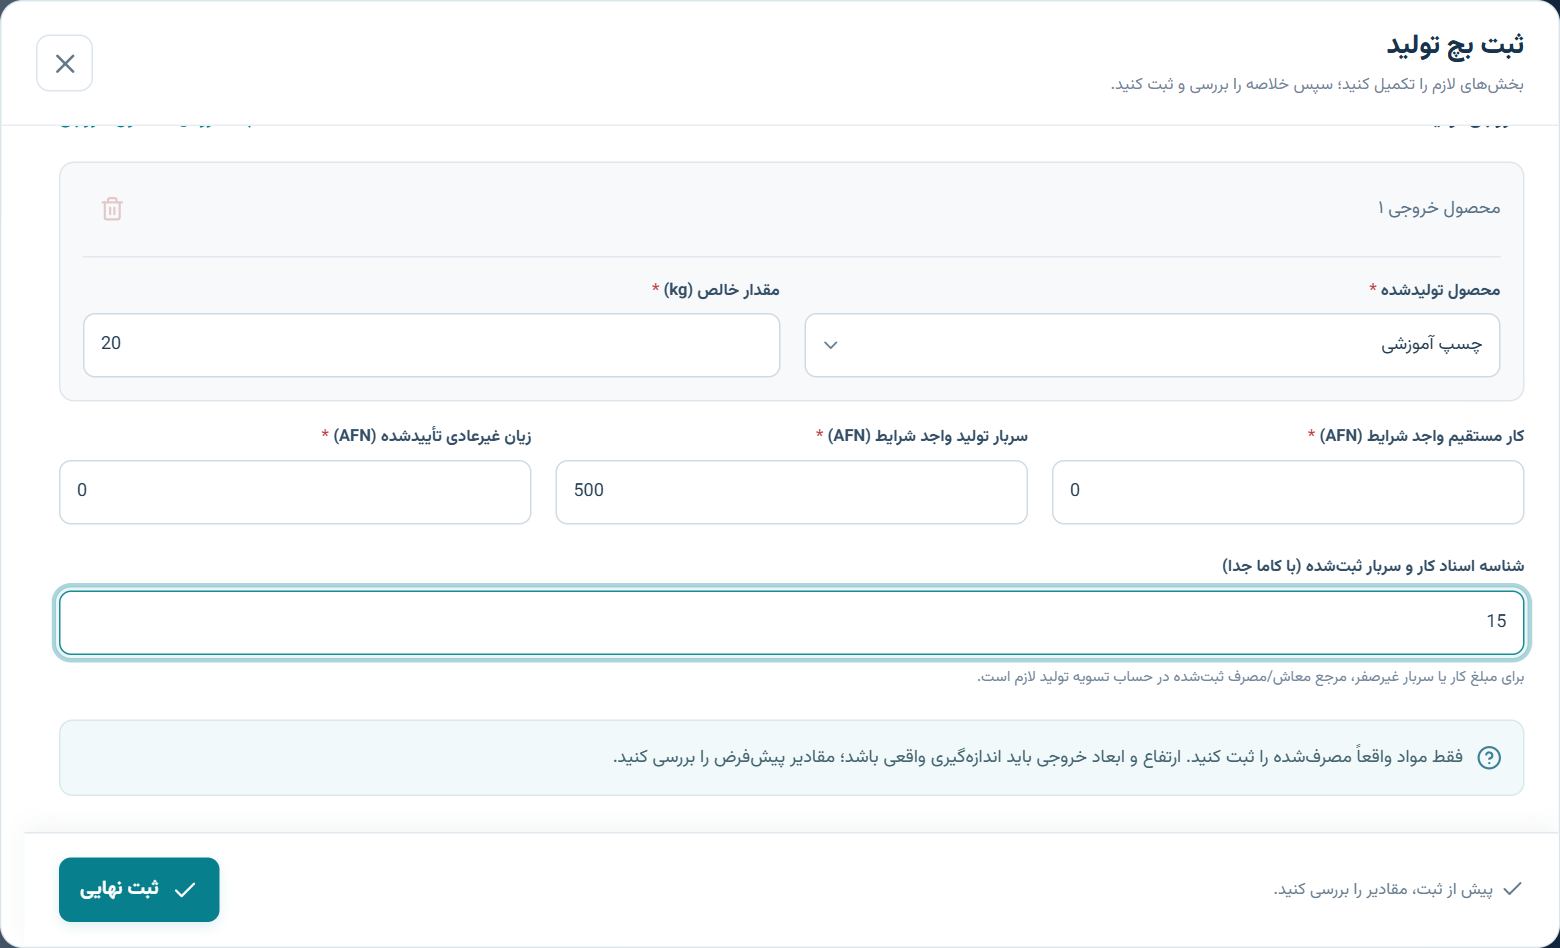 ثبت بچ تولید
بخش‌های لازم را تکمیل کنید؛ سپس خلاصه را بررسی و ثبت کنید.
محصول خروجی ۱
محصول تولیدشده *
مقدار خالص (kg) *
چسپ آموزشی
20
کار مستقیم واجد شرایط (AFN) *
سربار تولید واجد شرایط (AFN) *
زیان غیرعادی تأییدشده (AFN) *
0
500
0
شناسه اسناد کار و سربار ثبت‌شده (با کاما جدا)
15
برای مبلغ کار یا سربار غیرصفر، مرجع معاش/مصرف ثبت‌شده در حساب تسویه تولید لازم است.
فقط مواد واقعاً مصرف‌شده را ثبت کنید. ارتفاع و ابعاد خروجی باید اندازه‌گیری واقعی باشد؛ مقادیر پیش‌فرض را بررسی کنید.
پیش از ثبت، مقادیر را بررسی کنید.
ثبت نهایی